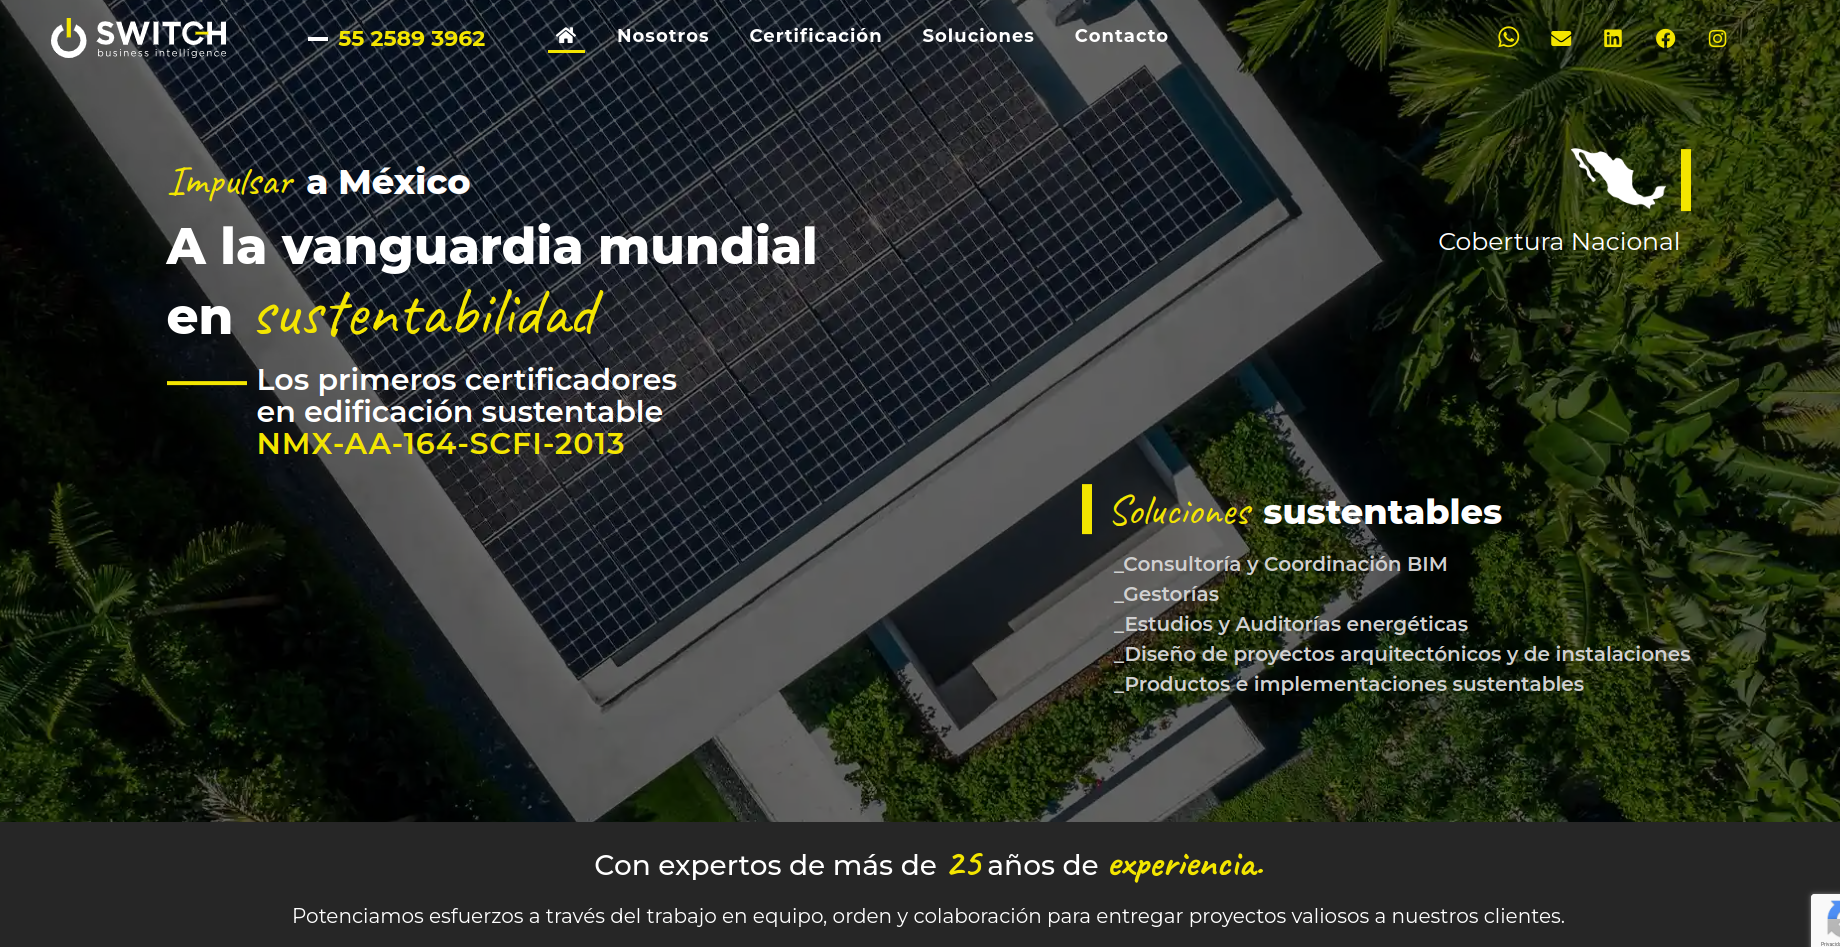 SWITCH
business intelligence
55 2589 3962
Nosotros
Certificación
Soluciones
Contacto
Impulsar a México
A la vanguardia mundial
en sustentabilidad
Los primeros certificadores
en edificación sustentable
NMX-AA-164-SCFI-2013
Cobertura Nacional
Soluciones sustentables
_Consultoría y Coordinación BIM
_Gestorías
_Estudios y Auditorías energéticas
_Diseño de proyectos arquitectónicos y de instalaciones
_Productos e implementaciones sustentables
Con expertos de más de 25 años de experiencia.
Potenciamos esfuerzos a través del trabajo en equipo, orden y colaboración para entregar proyectos valiosos a nuestros clientes.